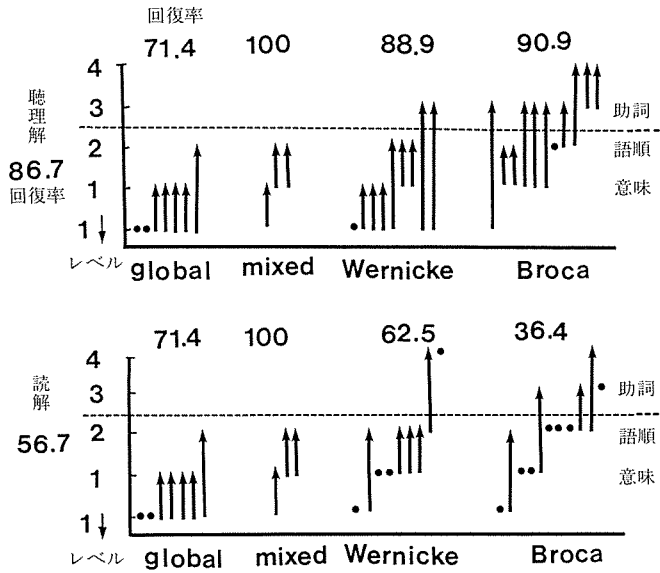 回復率
71.4 100 88.9 90.9
4
聴理解
3
助詞
2
語順
86.7
回復率
1
意味
1↓
レベル
global mixed Wernicke Broca
71.4 100 62.5 36.4
4
読解
3
助詞
2
語順
56.7
1
意味
1↓
レベル
global mixed Wernicke Broca